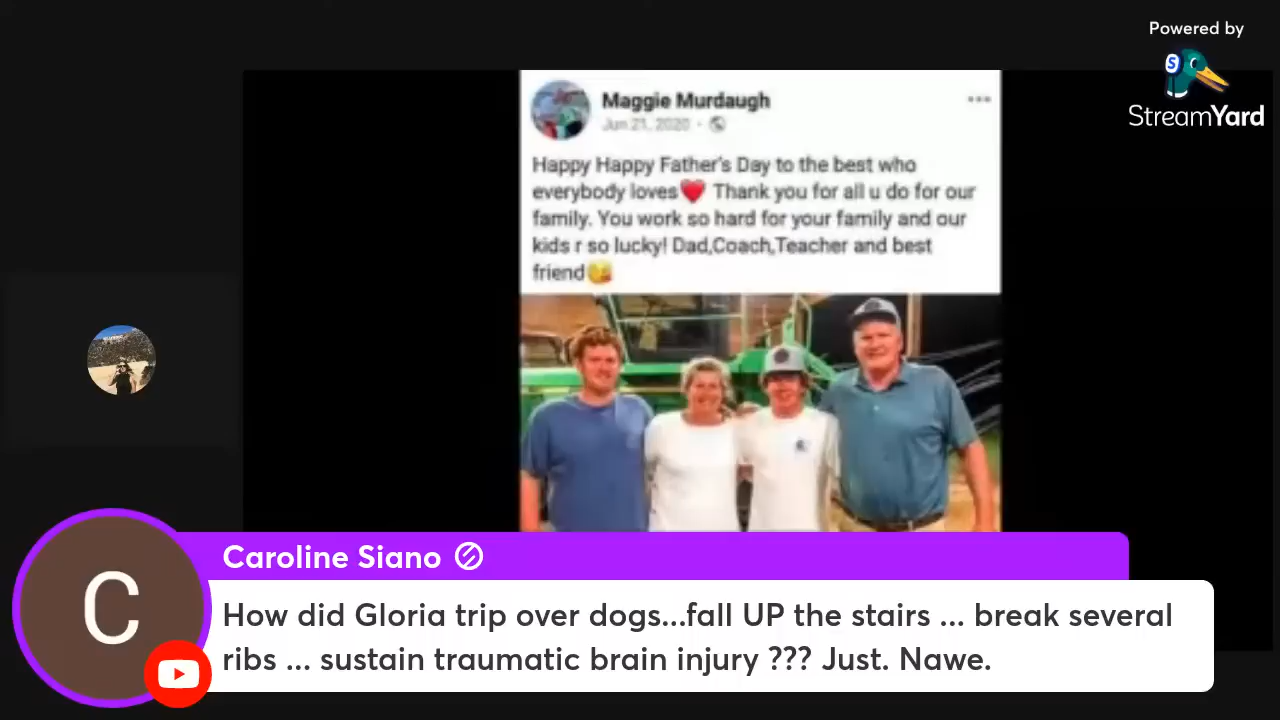 Powered by
StreamYard
Maggie Murdaugh
Jun 21, 2020
Happy Happy Father's Day to the best who
everybody loves❤️ Thank you for all u do for our
family. You work so hard for your family and our
kids r so lucky! Dad,Coach,Teacher and best
friend😘
Caroline Siano
C
How did Gloria trip over dogs...fall UP the stairs ... break several
ribs ... sustain traumatic brain injury ??? Just. Nawe.